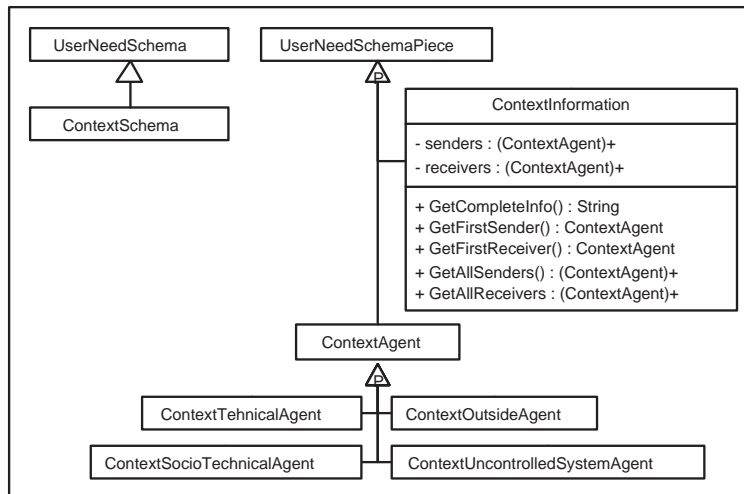 UserNeedSchema
UserNeedSchemaPiece
P
ContextSchema
ContextInformation
- senders : (ContextAgent)+
- receivers : (ContextAgent)+
+ GetCompleteInfo() : String
+ GetFirstSender() : ContextAgent
+ GetFirstReceiver() : ContextAgent
+ GetAllSenders() : (ContextAgent)+
+ GetAllReceivers : (ContextAgent)+
ContextAgent
P
ContextTehnicalAgent
ContextOutsideAgent
ContextSocioTechnicalAgent
ContextUncontrolledSystemAgent